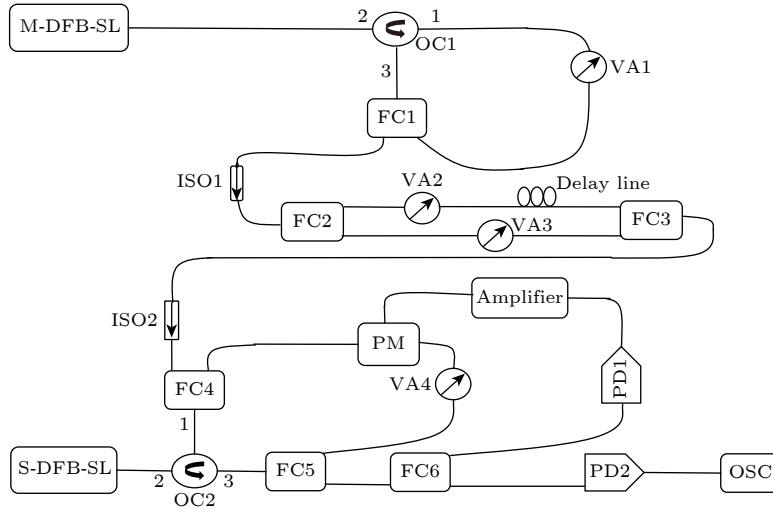 M-DFB-SL
2
1
OC1
3
VA1
FC1
ISO1
VA2
Delay line
FC2
VA3
FC3
ISO2
Amplifier
PM
VA4
PD1
FC4
1
S-DFB-SL
2
3
OC2
FC5
FC6
PD2
OSC